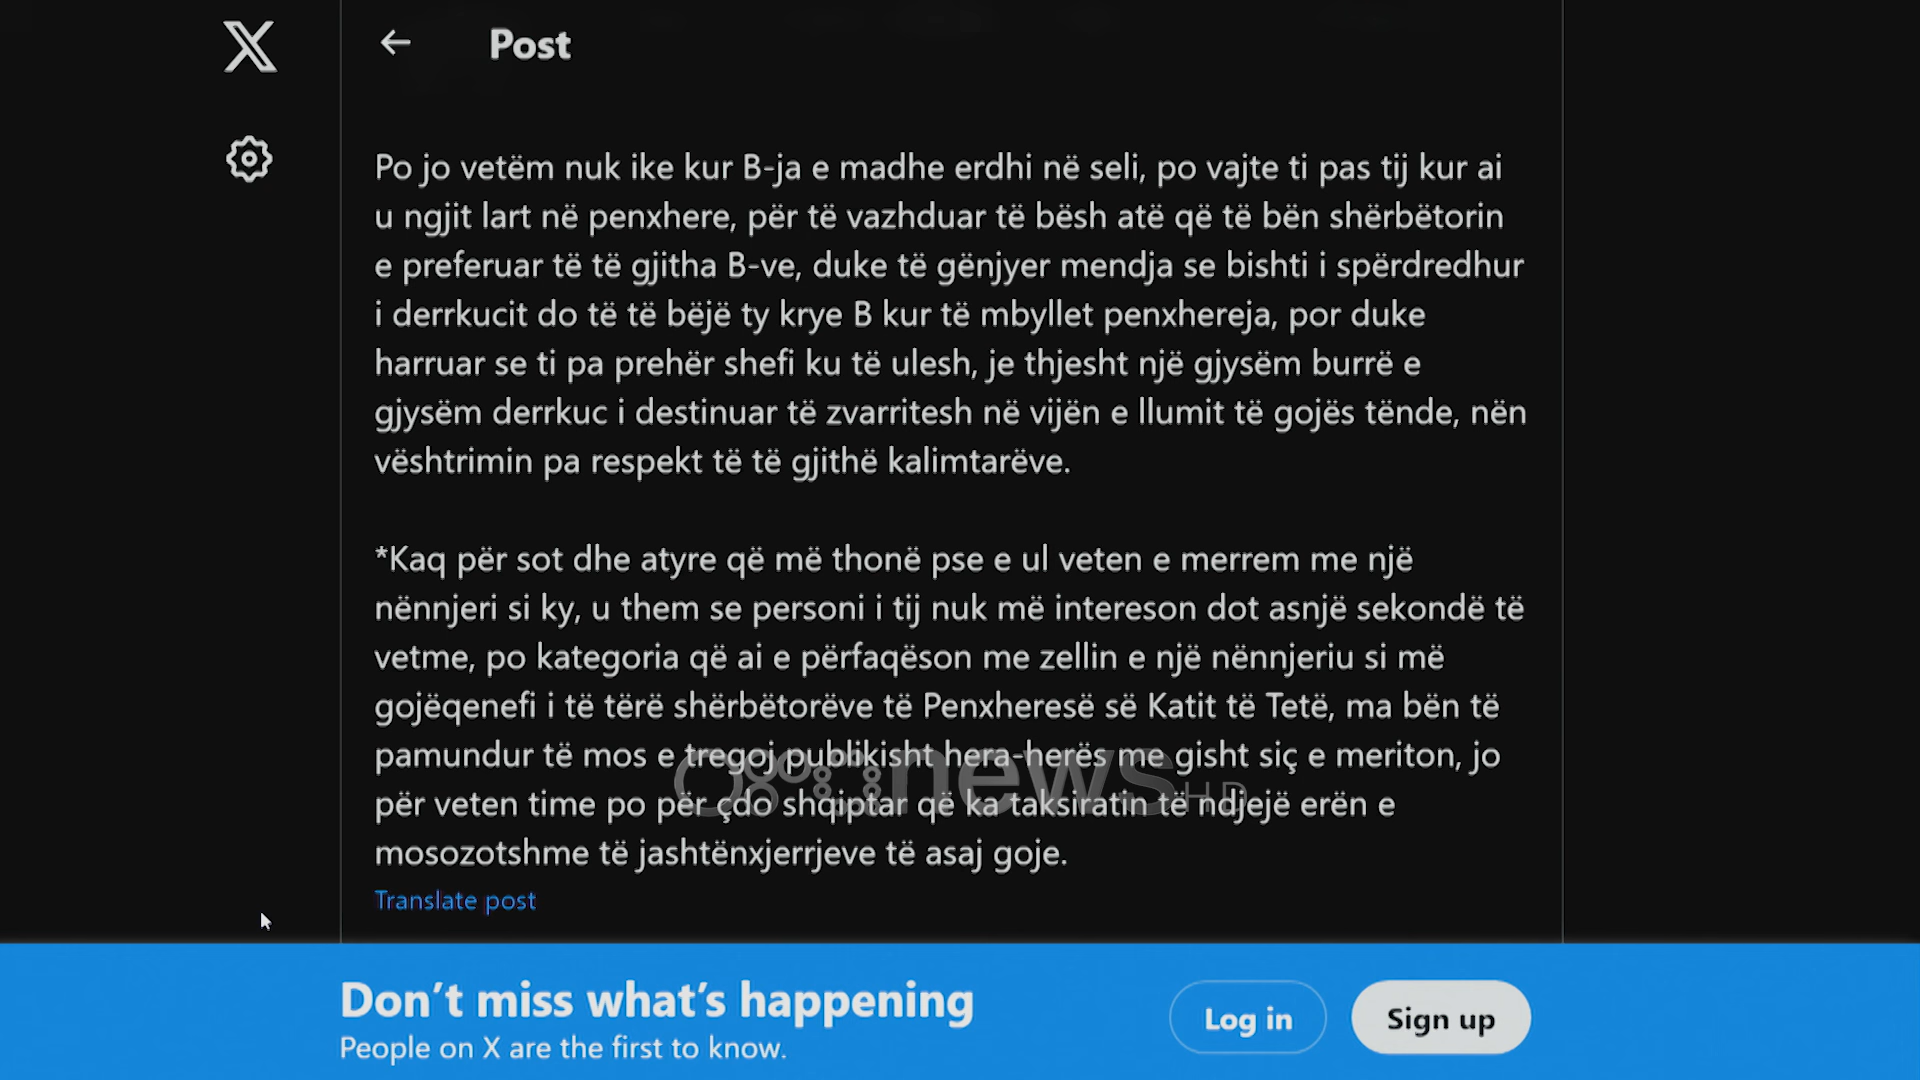 Post
Po jo vetëm nuk ike kur B-ja e madhe erdhi në seli, po vajte ti pas tij kur ai
u ngjit lart në penxhere, për të vazhduar të bësh atë që të bën shërbëtorin
e preferuar të të gjitha B-ve, duke të gënjyer mendja se bishti i spërdredhur
i derrkucit do të të bëjë ty krye B kur të mbyllet penxhereja, por duke
harruar se ti pa prehër shefi ku të ulesh, je thjesht një gjysëm burrë e
gjysëm derrkuc i destinuar të zvarritesh në vijën e llumit të gojës tënde, nën
vështrimin pa respekt të të gjithë kalimtarëve.
*Kaq për sot dhe atyre që më thonë pse e ul veten e merrem me një
nënnjeri si ky, u them se personi i tij nuk më intereson dot asnjë sekondë të
vetme, po kategoria që ai e përfaqëson me zellin e një nënnjeriu si më
gojëqenefi i të tërë shërbëtorëve të Penxheresë së Katit të Tetë, ma bën të
pamundur të mos e tregoj publikisht hera-herës me gisht siç e meriton, jo
për veten time po për çdo shqiptar që ka taksiratin të ndjejë erën e
mosozotshme të jashtënxjerrjeve të asaj goje.
news HD
Translate post
Don't miss what's happening
People on X are the first to know.
Log in
Sign up